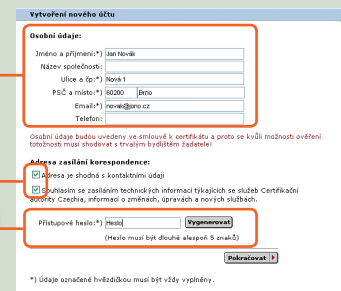 Vytvoření nového účtu
Osobní údaje:
Jméno a příjmení:*) Jan Novák
Název společnosti:
Ulice a čp:*) Nová 1
PSČ a místo:*) 60200 Brno
Email:*) novak@jono.cz
Telefon:
Osobní údaje budou uvedeny ve smlouvě k certifikátu a proto se kvůli možnosti ověření
totožnosti musí shodovat s trvalým bydlištěm žadatele!
Adresa zasílání korespondence:
Adresa je shodná s kontaktními údaji
Souhlasím se zasíláním technických informací týkajících se služeb Certifikační
autority Czechia, informací o změnách, úpravách a nových službách.
Přístupové heslo:*) Heslo Vygenerovat
(Heslo musí být dlouhé alespoň 5 znaků)
Pokračovat
*) Údaje označené hvězdičkou musí být vždy vyplněny.